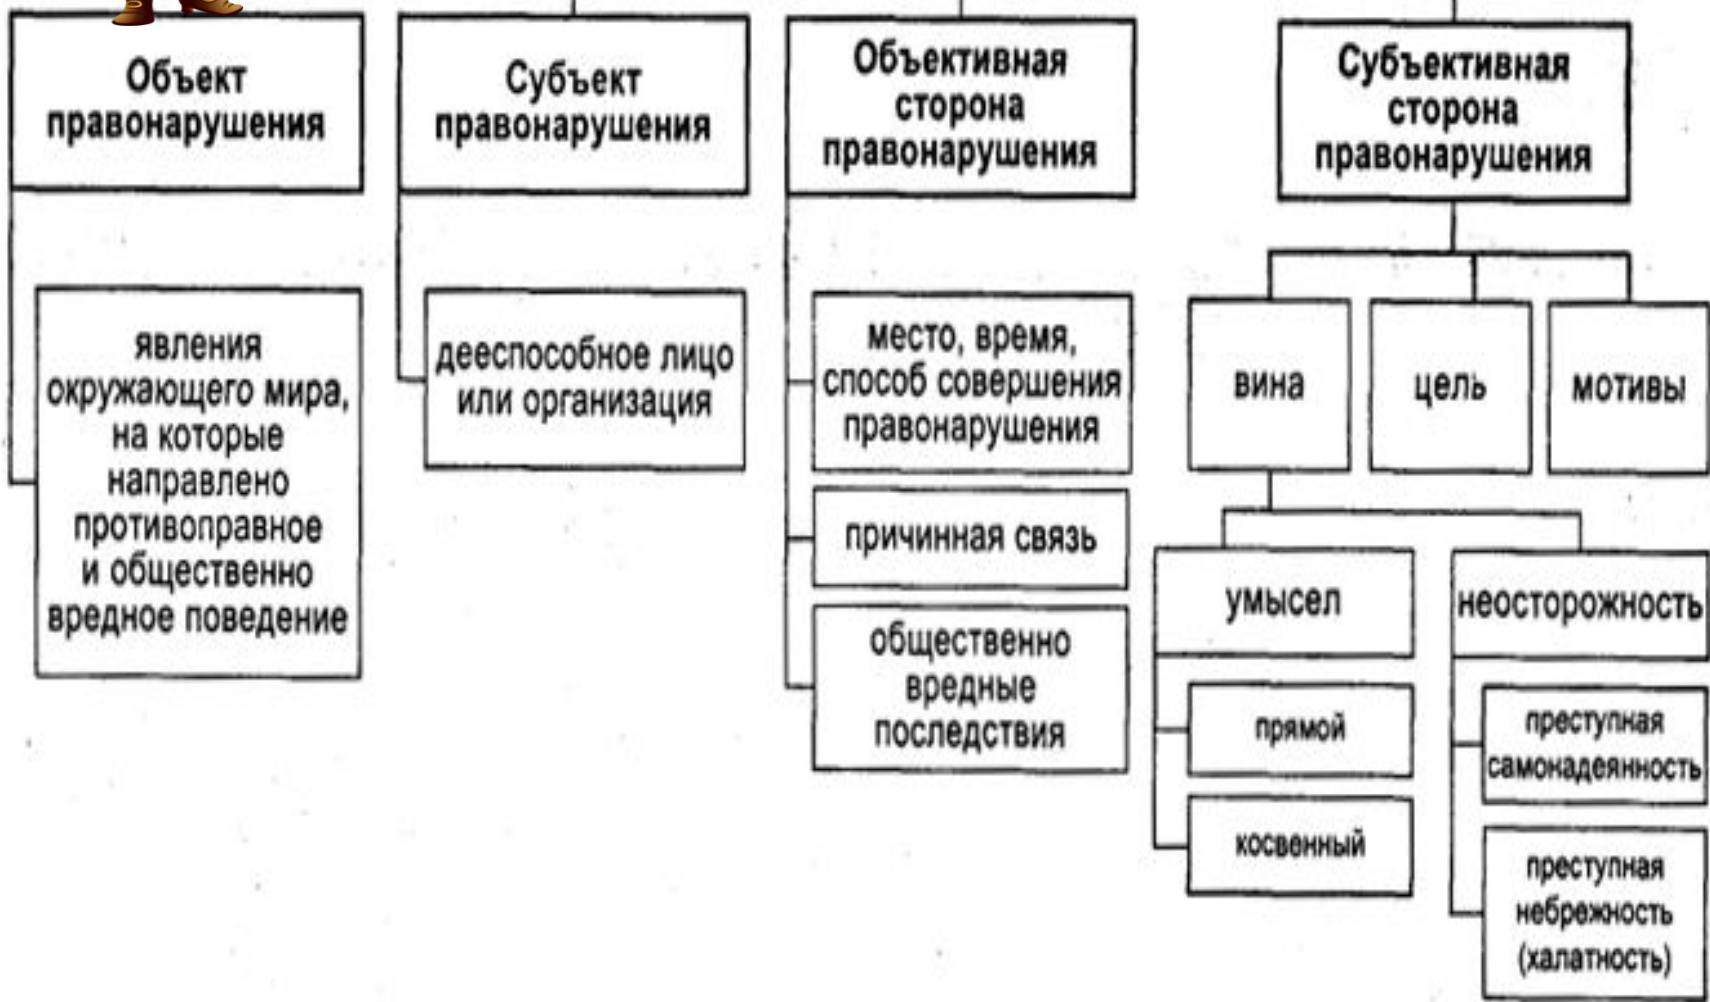 Объект
правонарушения
Субъект
правонарушения
Объективная
сторона
правонарушения
Субъективная
сторона
правонарушения
явления
окружающего мира,
на которые
направлено
противоправное
и общественно
вредное поведение
дееспособное лицо
или организация
место, время,
способ совершения
правонарушения
причинная связь
общественно
вредные
последствия
вина
цель
мотивы
умысел
прямой
косвенный
неосторожность
преступная
самонадеянность
преступная
небрежность
(халатность)